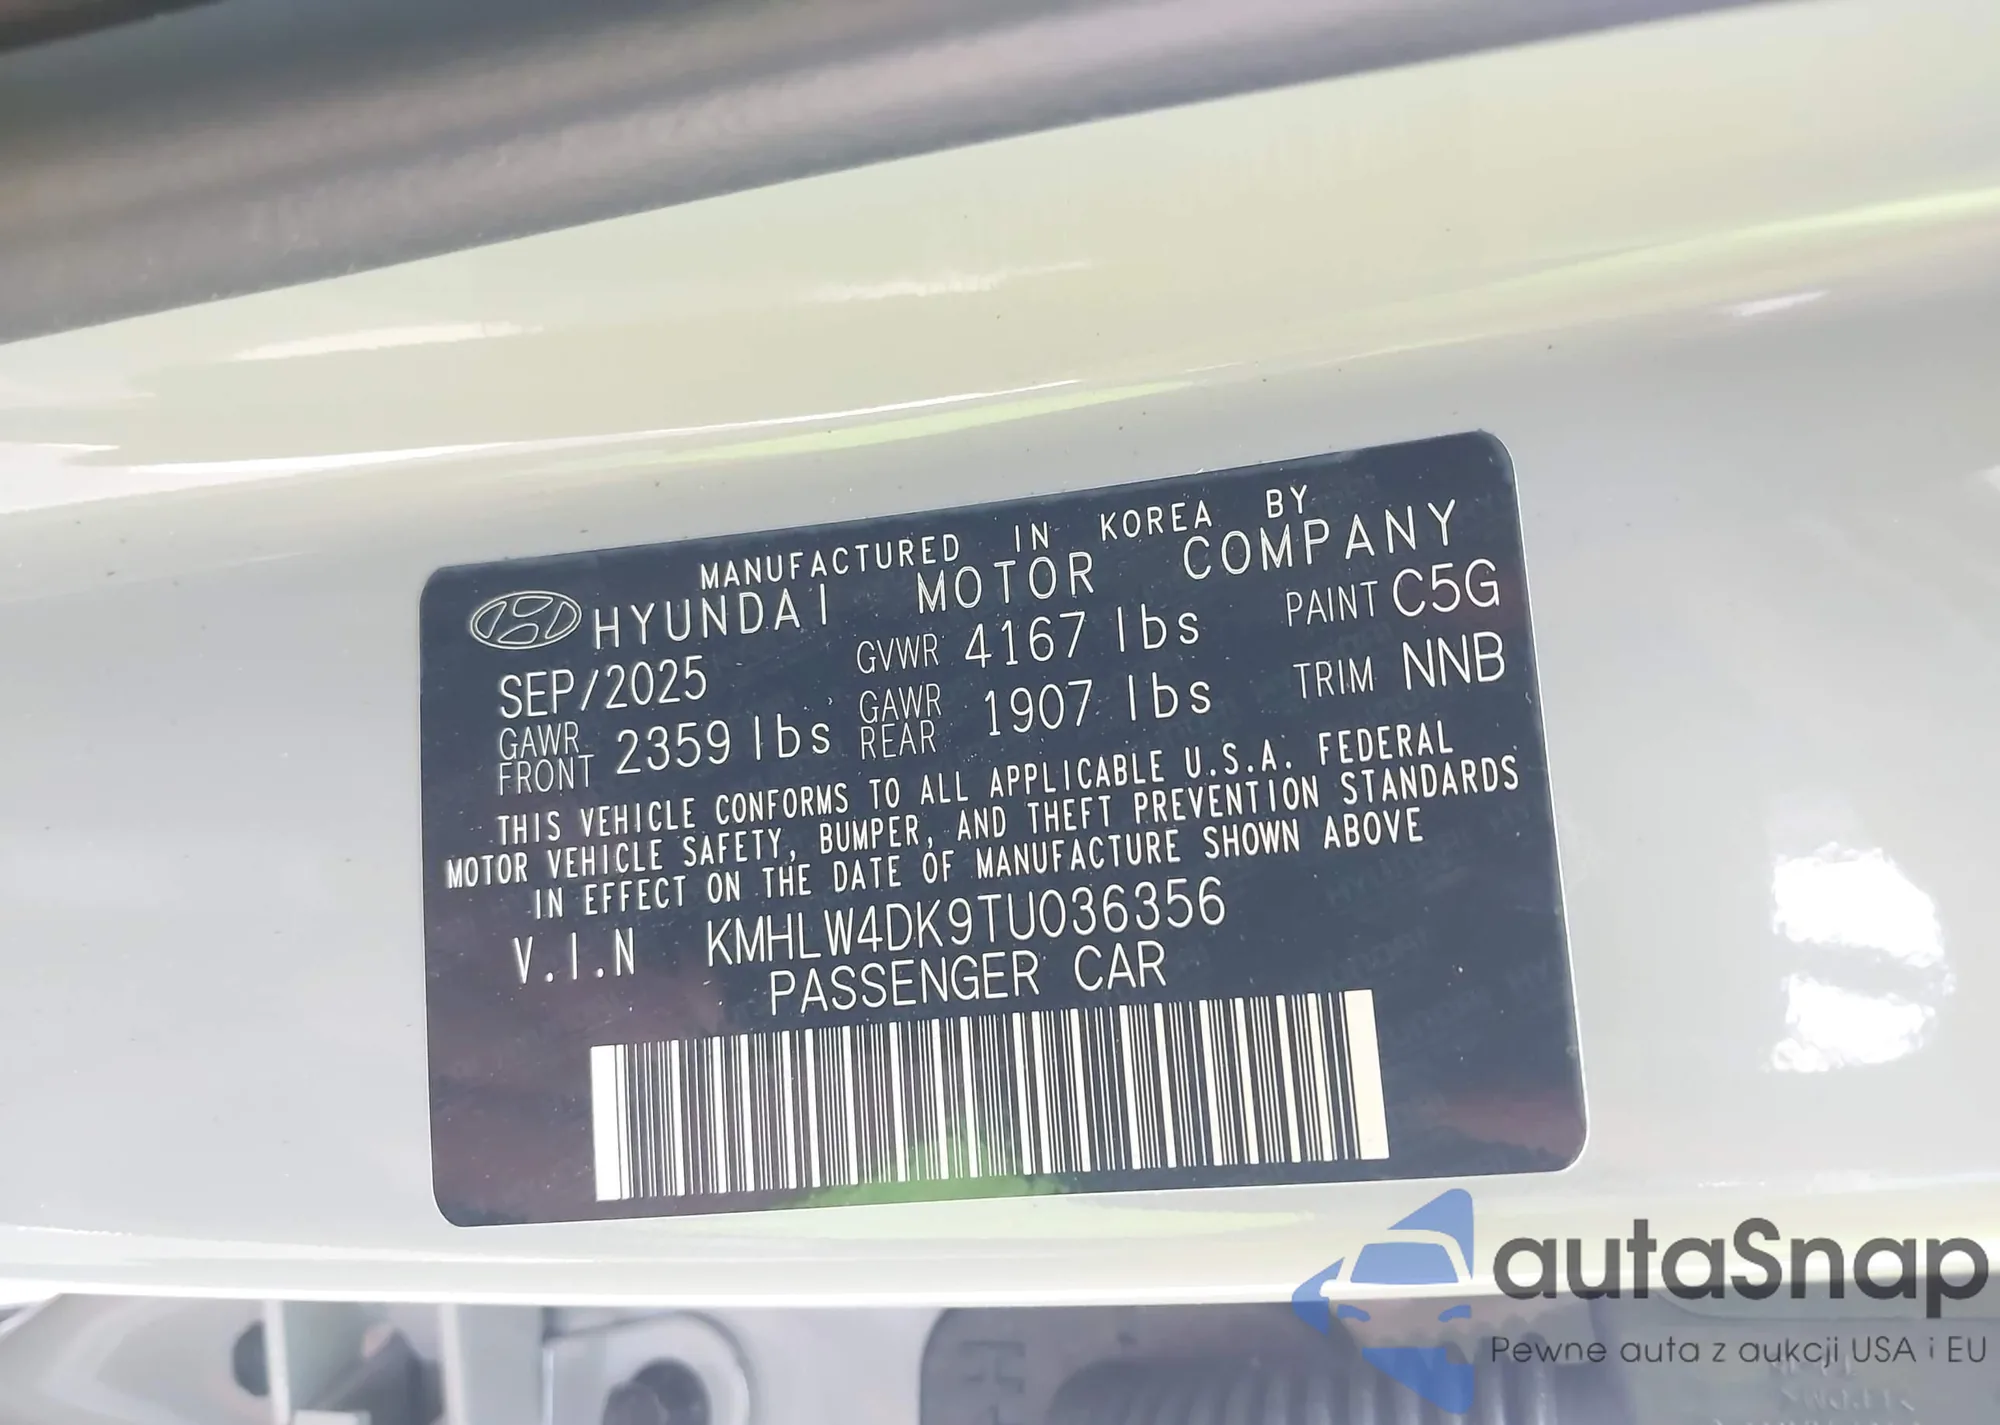 MANUFACTURED IN KOREA BY
HYUNDAI MOTOR COMPANY
SEP/2025 GVWR 4167 lbs PAINT C5G
GAWR FRONT 2359 lbs GAWR REAR 1907 lbs TRIM NNB
THIS VEHICLE CONFORMS TO ALL APPLICABLE U.S.A. FEDERAL
MOTOR VEHICLE SAFETY, BUMPER, AND THEFT PREVENTION STANDARDS
IN EFFECT ON THE DATE OF MANUFACTURE SHOWN ABOVE
V.I.N KMHLW4DK9TU036356
PASSENGER CAR
autaSnap
Pewne auta z aukcji USA i EU